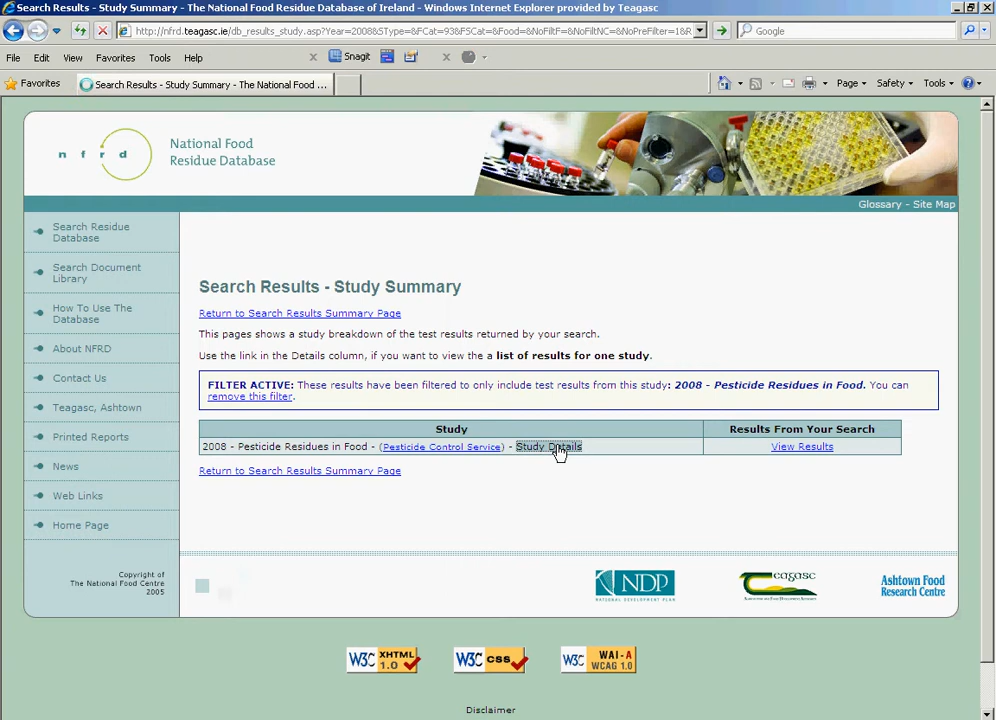 Search Results - Study Summary - The National Food Residue Database of Ireland - Windows Internet Explorer provided by Teagasc
http://nfrd.teagasc.ie/db_results_study.asp?Year=2008&SType=&FCat=93&FSCat=&Food=&NoFiltF=&NoFiltNC=&NoPreFilter=1&R
Google
File Edit View Favorites Tools Help
Snagit
Favorites
Search Results - Study Summary - The National Food ...
Page Safety Tools
n f r d
National Food
Residue Database
Glossary - Site Map
Search Residue
Database
Search Document
Library
How To Use The
Database
About NFRD
Contact Us
Teagasc, Ashtown
Printed Reports
News
Web Links
Home Page
Copyright of
The National Food Centre
2005
Search Results - Study Summary
Return to Search Results Summary Page
This pages shows a study breakdown of the test results returned by your search.
Use the link in the Details column, if you want to view the a list of results for one study.
FILTER ACTIVE: These results have been filtered to only include test results from this study: 2008 - Pesticide Residues in Food. You can
remove this filter.
Study Results From Your Search
2008 - Pesticide Residues in Food - (Pesticide Control Service) - Study Details View Results
Return to Search Results Summary Page
NDP
NATIONAL DEVELOPMENT PLAN
Teagasc
Ashtown Food
Research Centre
W3C XHTML 1.0
W3C CSS
W3C WAI-A WCAG 1.0
Disclaimer